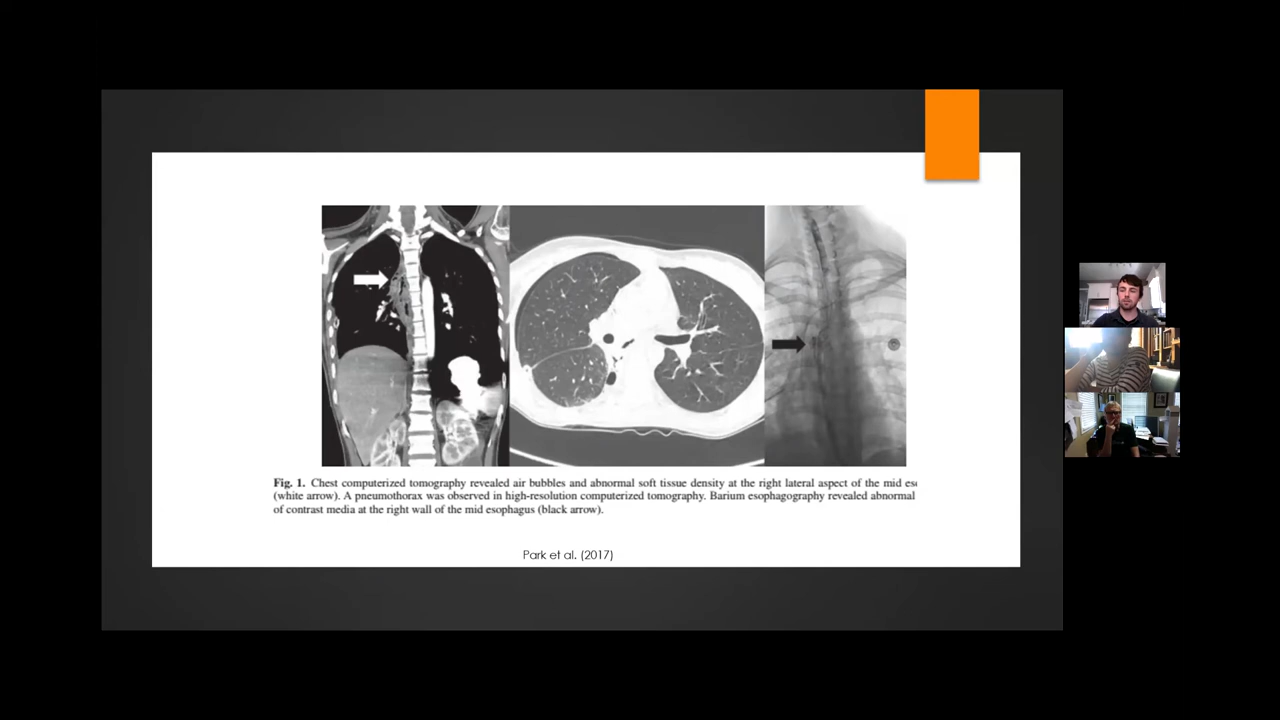 Fig. 1. Chest computerized tomography revealed air bubbles and abnormal soft tissue density at the right lateral aspect of the mid eso
(white arrow). A pneumothorax was observed in high-resolution computerized tomography. Barium esophagography revealed abnormal
of contrast media at the right wall of the mid esophagus (black arrow).
Park et al. (2017)